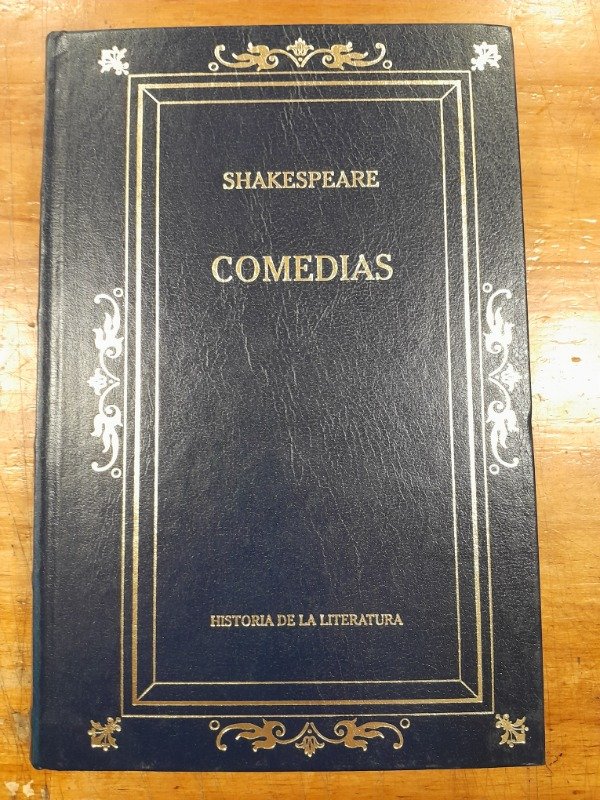 SHAKESPEARE
COMEDIAS
HISTORIA DE LA LITERATURA